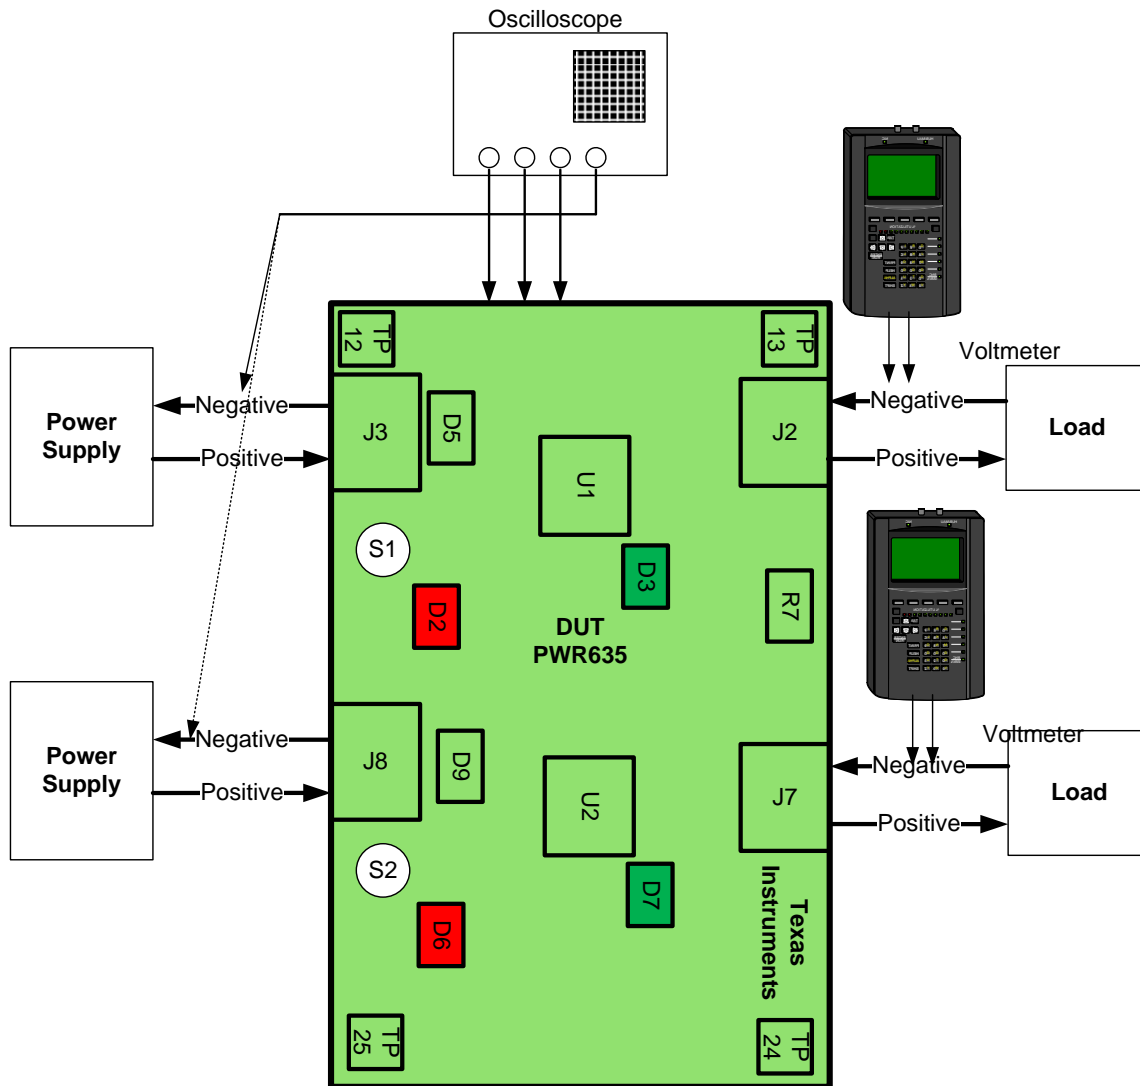 Oscilloscope
TP
12
TP
13
Voltmeter
Power
Supply
Negative
Positive
J3
D5
U1
J2
Negative
Positive
Load
S1
D2
D3
R7
DUT
PWR635
Power
Supply
Negative
Positive
J8
D9
U2
J7
Voltmeter
Negative
Positive
Load
S2
D6
D7
Texas
Instruments
TP
25
TP
24